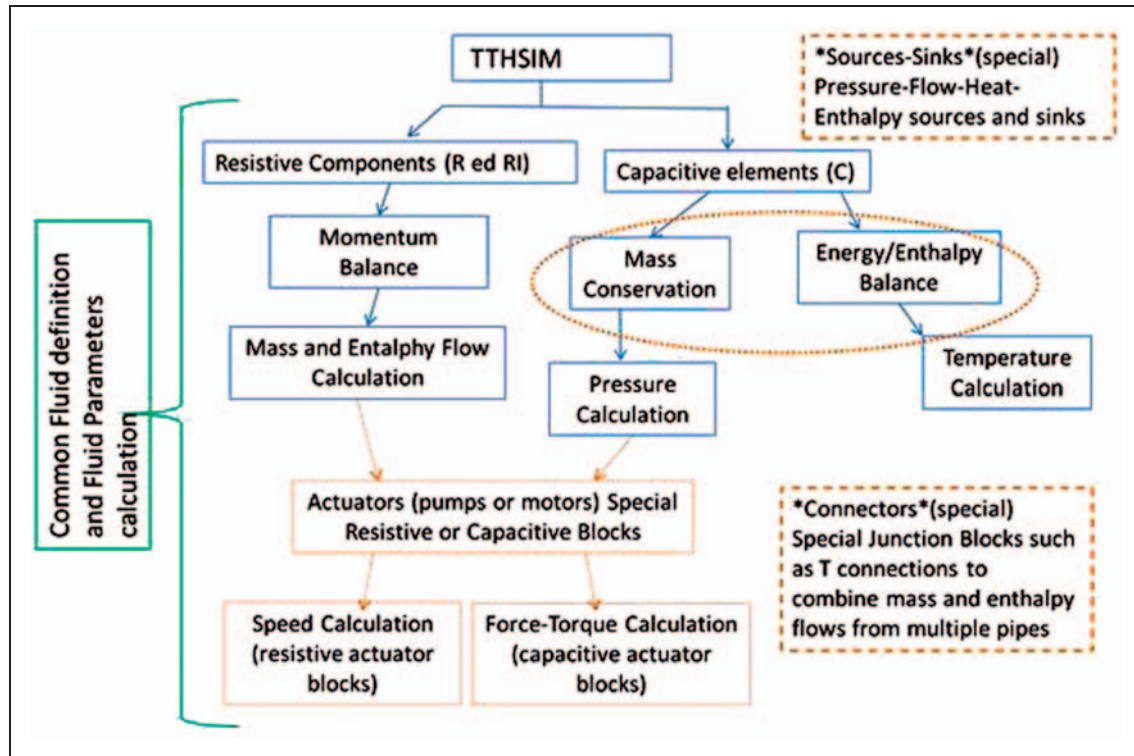 TTHSIM
*Sources-Sinks*(special)
Pressure-Flow-Heat-
Enthalpy sources and sinks
Resistive Components (R ed RI)
Capacitive elements (C)
Momentum
Balance
Mass
Conservation
Energy/Enthalpy
Balance
Mass and Entalphy Flow
Calculation
Pressure
Calculation
Temperature
Calculation
Common Fluid definition
and Fluid Parameters
calculation
Actuators (pumps or motors) Special
Resistive or Capacitive Blocks
*Connectors*(special)
Special Junction Blocks such
as T connections to
combine mass and enthalpy
flows from multiple pipes
Speed Calculation
(resistive actuator
blocks)
Force-Torque Calculation
(capacitive actuator
blocks)